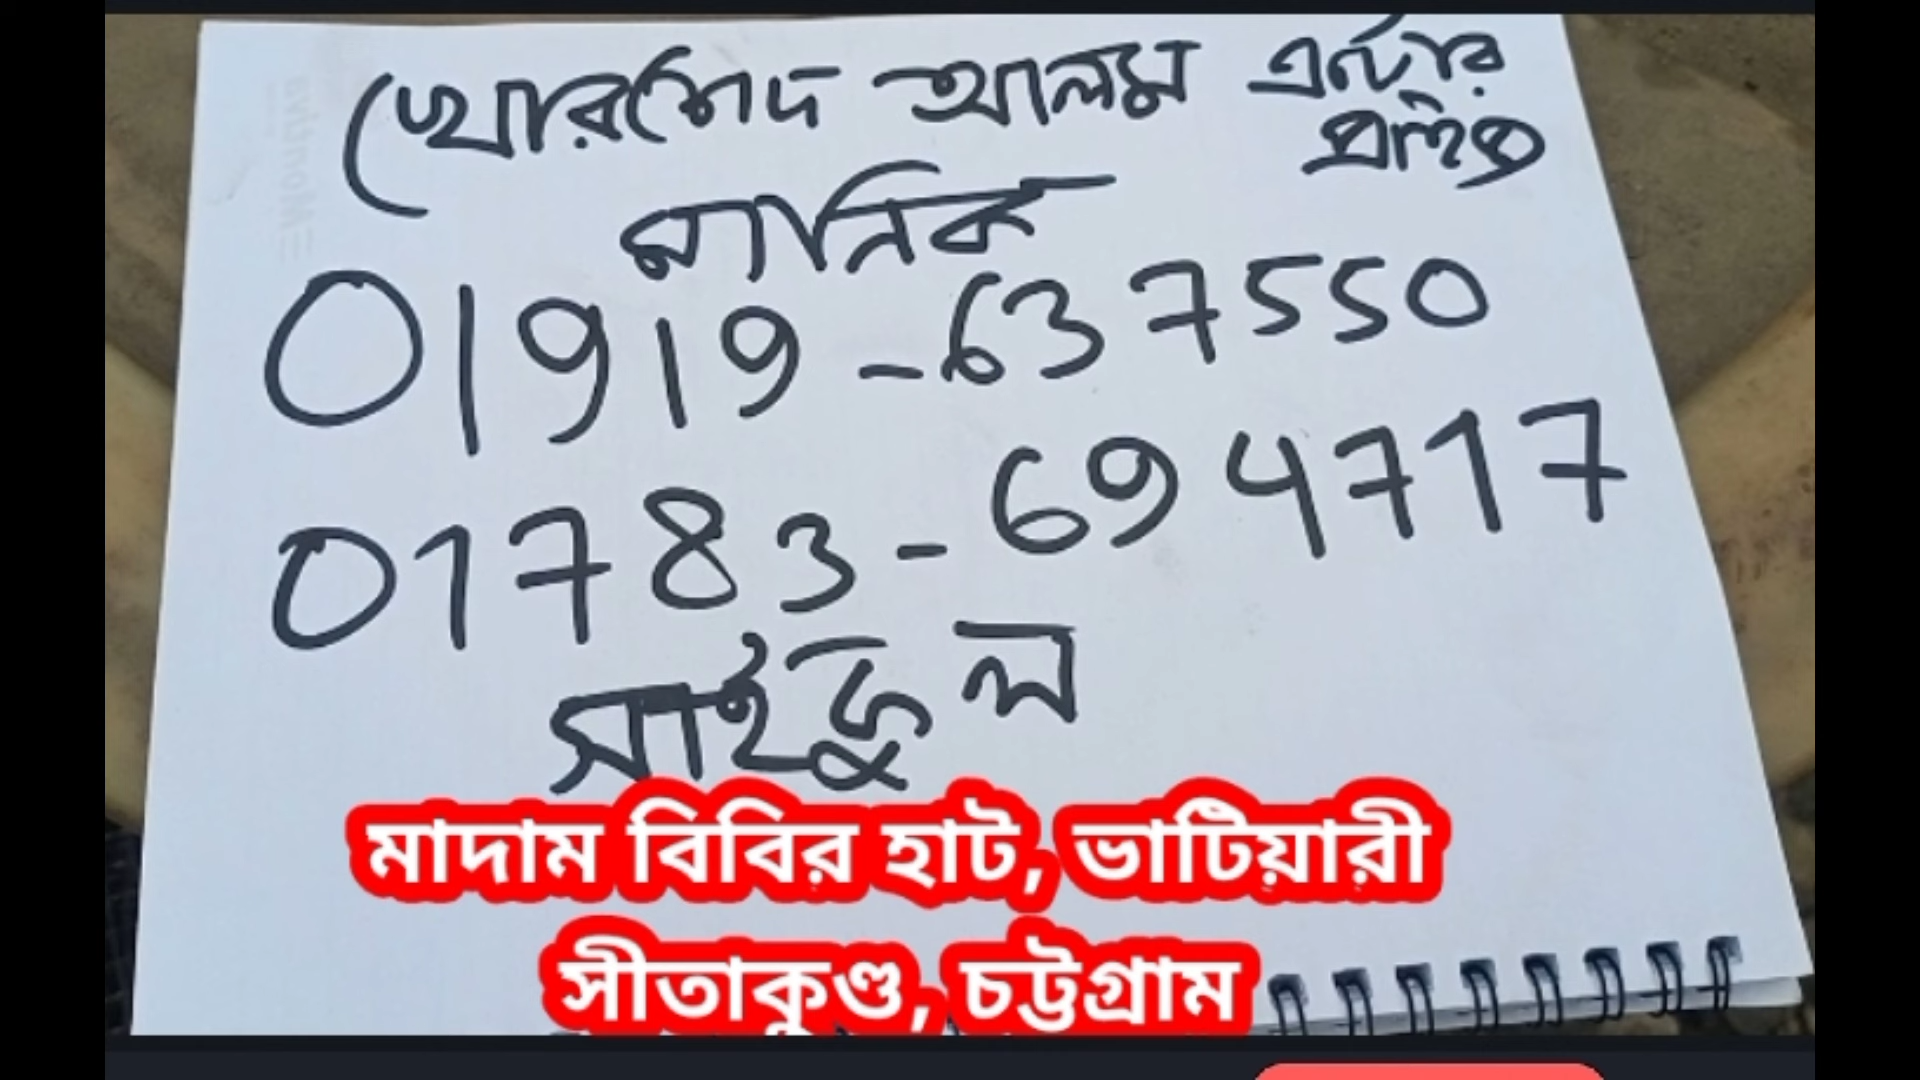 খোরশেদ আলম এন্টার
প্রাইজ
মানিক
01919-637550
01783-694717
সাইফুল
মাদাম বিবির হাট, ভাটিয়ারী
সীতাকুণ্ড, চট্টগ্রাম